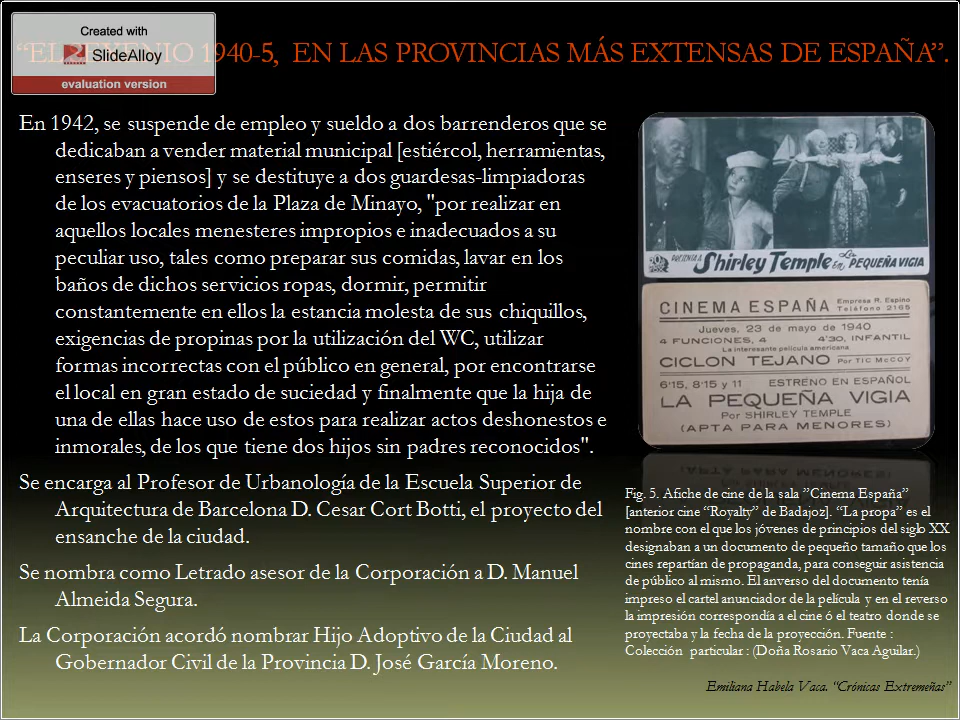 Created with
SlideAlloy
evaluation version
“EL 1940-5, EN LAS PROVINCIAS MÁS EXTENSAS DE ESPAÑA”.
En 1942, se suspende de empleo y sueldo a dos barrenderos que se
dedicaban a vender material municipal [estiércol, herramientas,
enseres y piensos] y se destituye a dos guardesas-limpiadoras
de los evacuatorios de la Plaza de Minayo, "por realizar en
aquellos locales menesteres impropios e inadecuados a su
peculiar uso, tales como preparar sus comidas, lavar en los
baños de dichos servicios ropas, dormir, permitir
constantemente en ellos la estancia molesta de sus chiquillos,
exigencias de propinas por la utilización del WC, utilizar
formas incorrectas con el público en general, por encontrarse
el local en gran estado de suciedad y finalmente que la hija de
una de ellas hace uso de estos para realizar actos deshonestos e
inmorales, de los que tiene dos hijos sin padres reconocidos".
Se encarga al Profesor de Urbanología de la Escuela Superior de
Arquitectura de Barcelona D. Cesar Cort Botti, el proyecto del
ensanche de la ciudad.
Se nombra como Letrado asesor de la Corporación a D. Manuel
Almeida Segura.
La Corporación acordó nombrar Hijo Adoptivo de la Ciudad al
Gobernador Civil de la Provincia D. José García Moreno.
PRESENTA A Shirley Temple En La PEQUEÑA VIGIA
CINEMA ESPAÑA Empresa R. Espino
Teléfono 2165
Jueves, 23 de mayo de 1940
4 FUNCIONES, 4 4'30, INFANTIL
La interesante película americana
CICLON TEJANO Por TIC McCOY
6'15, 8'15 y 11 ESTRENO EN ESPAÑOL
LA PEQUEÑA VIGIA
Por SHIRLEY TEMPLE
(APTA PARA MENORES)
Fig. 5. Afiche de cine de la sala ”Cinema España”
[anterior cine “Royalty” de Badajoz]. “La propa” es el
nombre con el que los jóvenes de principios del siglo XX
designaban a un documento de pequeño tamaño que los
cines repartían de propaganda, para conseguir asistencia
de público al mismo. El anverso del documento tenía
impreso el cartel anunciador de la película y en el reverso
la impresión correspondía a el cine ó el teatro donde se
proyectaba y la fecha de la proyección. Fuente :
Colección particular : (Doña Rosario Vaca Aguilar.)
Emiliana Habela Vaca. “Crónicas Extremeñas”